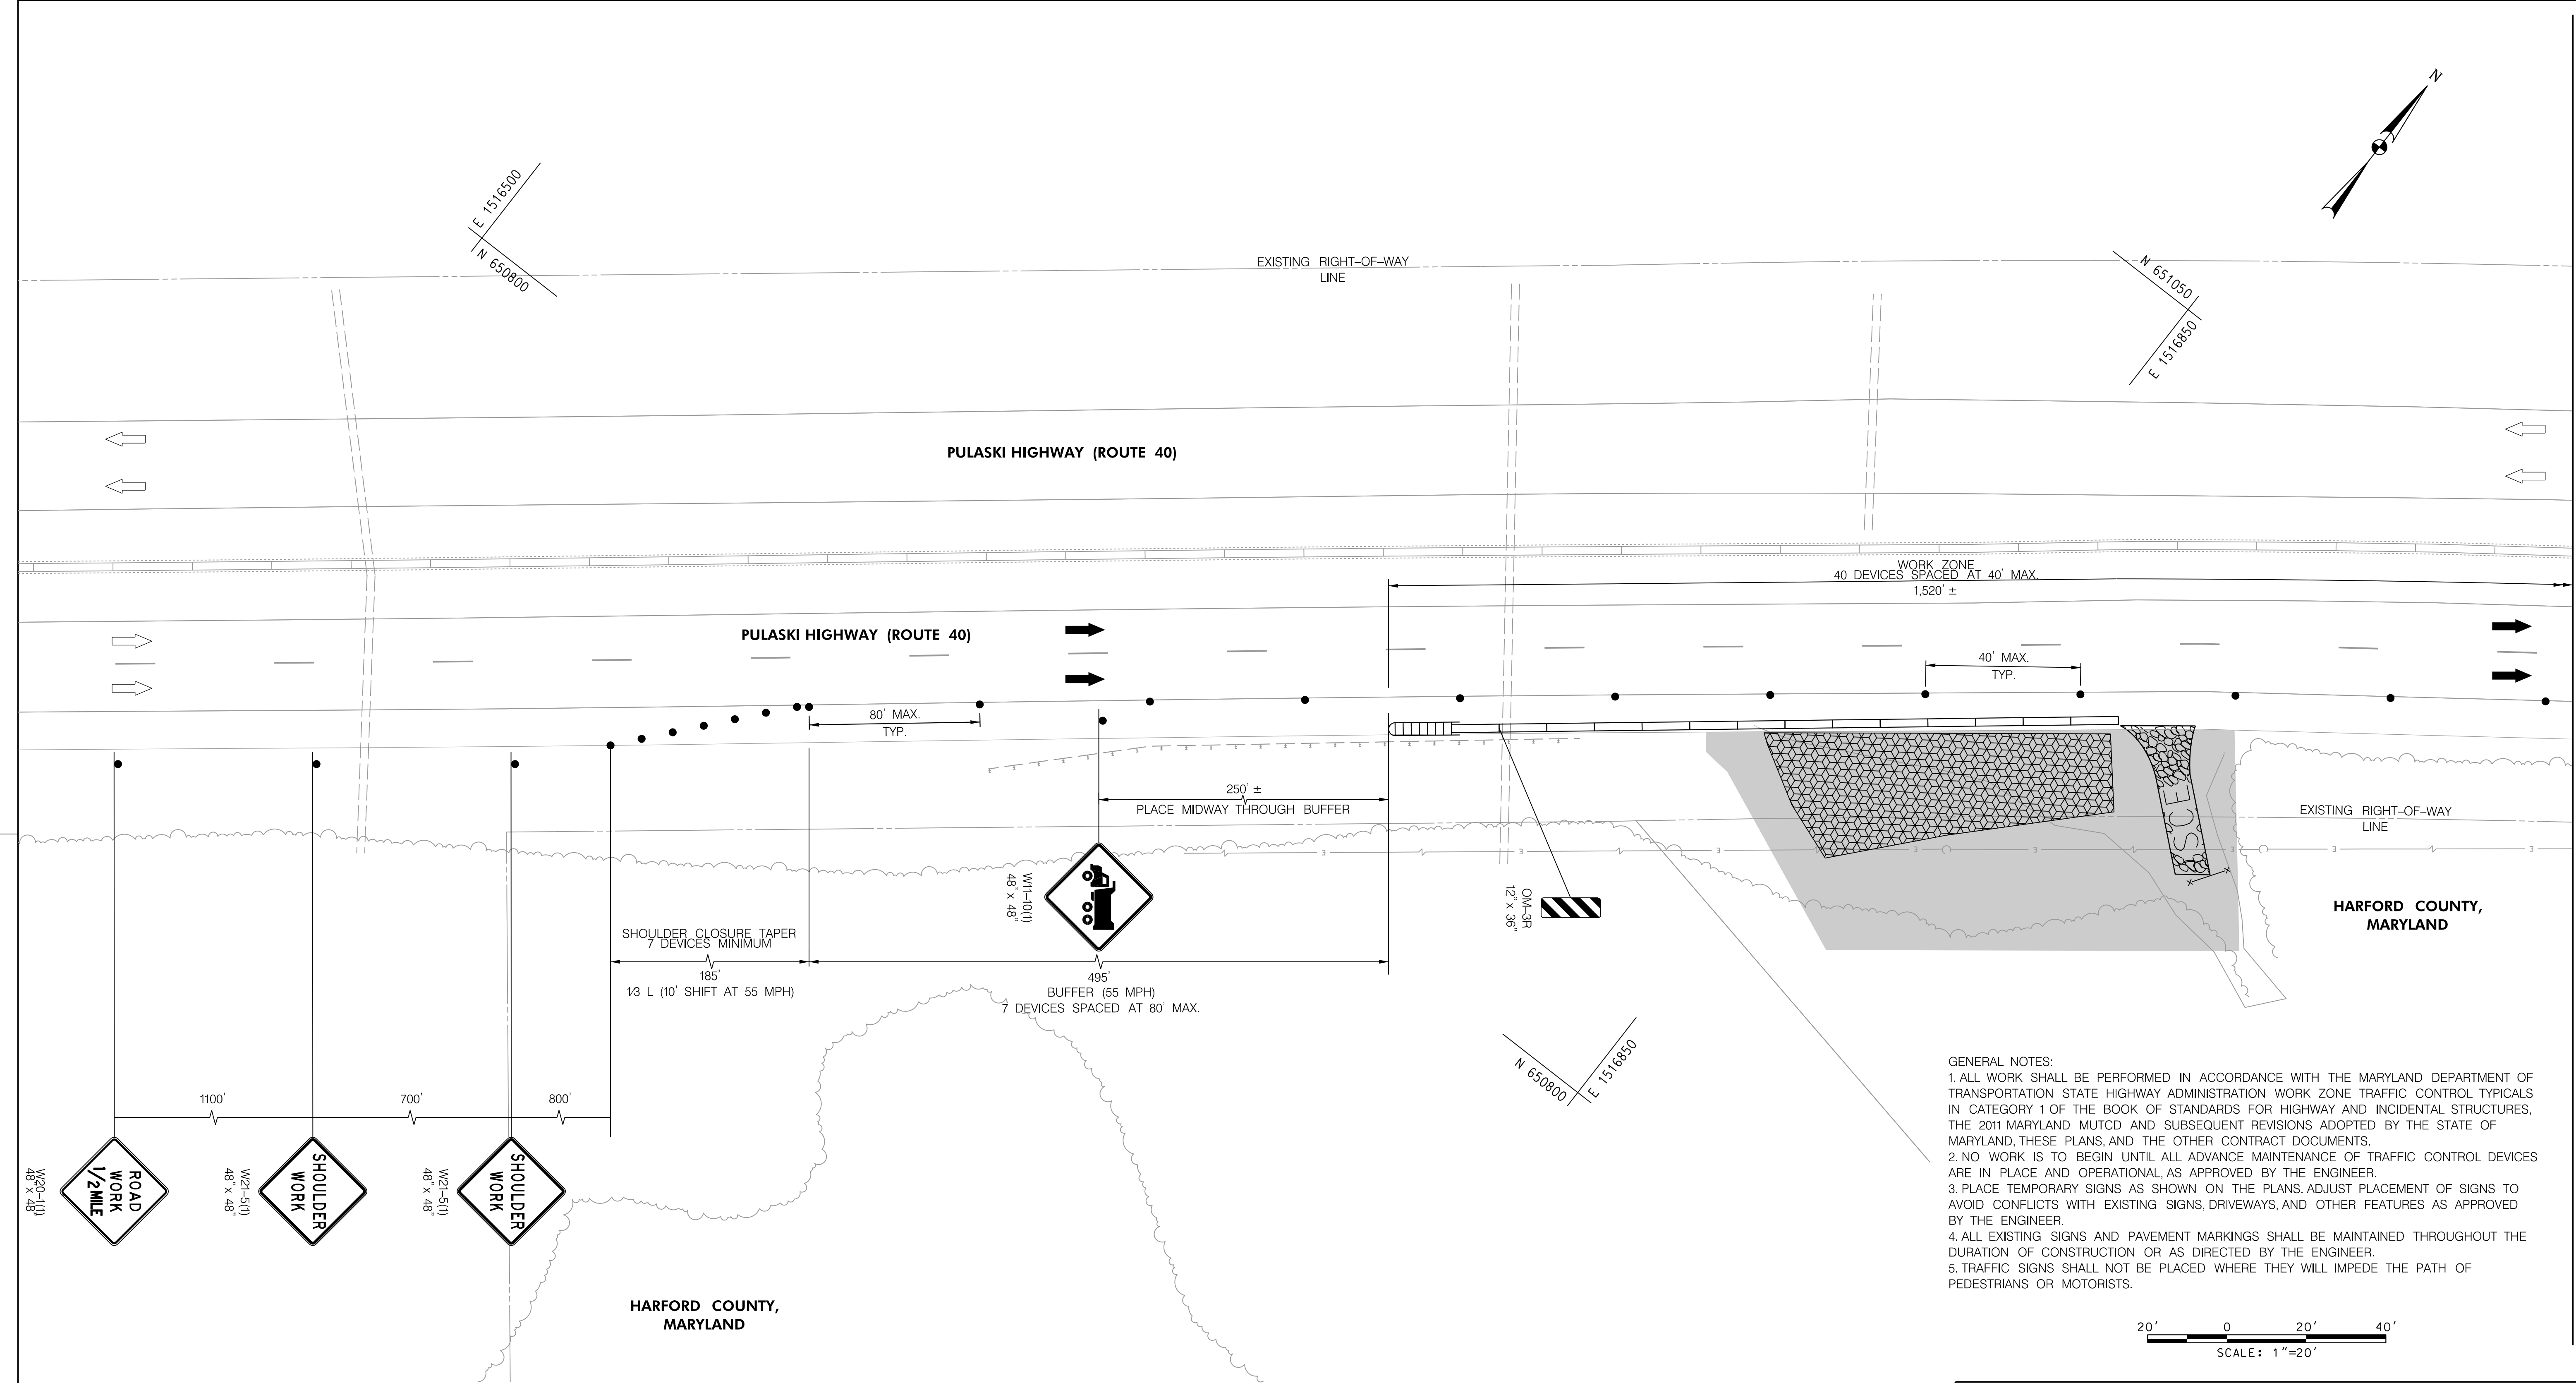 N
E 1516500
N 650800
EXISTING RIGHT-OF-WAY
LINE
N 651050
E 1516850
PULASKI HIGHWAY (ROUTE 40)
WORK ZONE
40 DEVICES SPACED AT 40' MAX.
1,520' ±
PULASKI HIGHWAY (ROUTE 40)
40' MAX.
TYP.
80' MAX.
TYP.
250' ±
PLACE MIDWAY THROUGH BUFFER
SCE
EXISTING RIGHT-OF-WAY
LINE
3
3
3
3
3
3
3
3
W11-10(1)
48" x 48"
OM-3R
12" x 36"
HARFORD COUNTY,
MARYLAND
SHOULDER CLOSURE TAPER
7 DEVICES MINIMUM
185'
1/3 L (10' SHIFT AT 55 MPH)
495'
BUFFER (55 MPH)
7 DEVICES SPACED AT 80' MAX.
N 650800
E 1516850
1100'
700'
800'
W20-1(1)
48" x 48"
ROAD
WORK
1/2 MILE
W21-5(1)
48" x 48"
SHOULDER
WORK
W21-5(1)
48" x 48"
SHOULDER
WORK
HARFORD COUNTY,
MARYLAND
GENERAL NOTES:
1. ALL WORK SHALL BE PERFORMED IN ACCORDANCE WITH THE MARYLAND DEPARTMENT OF
TRANSPORTATION STATE HIGHWAY ADMINISTRATION WORK ZONE TRAFFIC CONTROL TYPICALS
IN CATEGORY 1 OF THE BOOK OF STANDARDS FOR HIGHWAY AND INCIDENTAL STRUCTURES,
THE 2011 MARYLAND MUTCD AND SUBSEQUENT REVISIONS ADOPTED BY THE STATE OF
MARYLAND, THESE PLANS, AND THE OTHER CONTRACT DOCUMENTS.
2. NO WORK IS TO BEGIN UNTIL ALL ADVANCE MAINTENANCE OF TRAFFIC CONTROL DEVICES
ARE IN PLACE AND OPERATIONAL, AS APPROVED BY THE ENGINEER.
3. PLACE TEMPORARY SIGNS AS SHOWN ON THE PLANS. ADJUST PLACEMENT OF SIGNS TO
AVOID CONFLICTS WITH EXISTING SIGNS, DRIVEWAYS, AND OTHER FEATURES AS APPROVED
BY THE ENGINEER.
4. ALL EXISTING SIGNS AND PAVEMENT MARKINGS SHALL BE MAINTAINED THROUGHOUT THE
DURATION OF CONSTRUCTION OR AS DIRECTED BY THE ENGINEER.
5. TRAFFIC SIGNS SHALL NOT BE PLACED WHERE THEY WILL IMPEDE THE PATH OF
PEDESTRIANS OR MOTORISTS.
20' 0 20' 40'
SCALE: 1"=20'